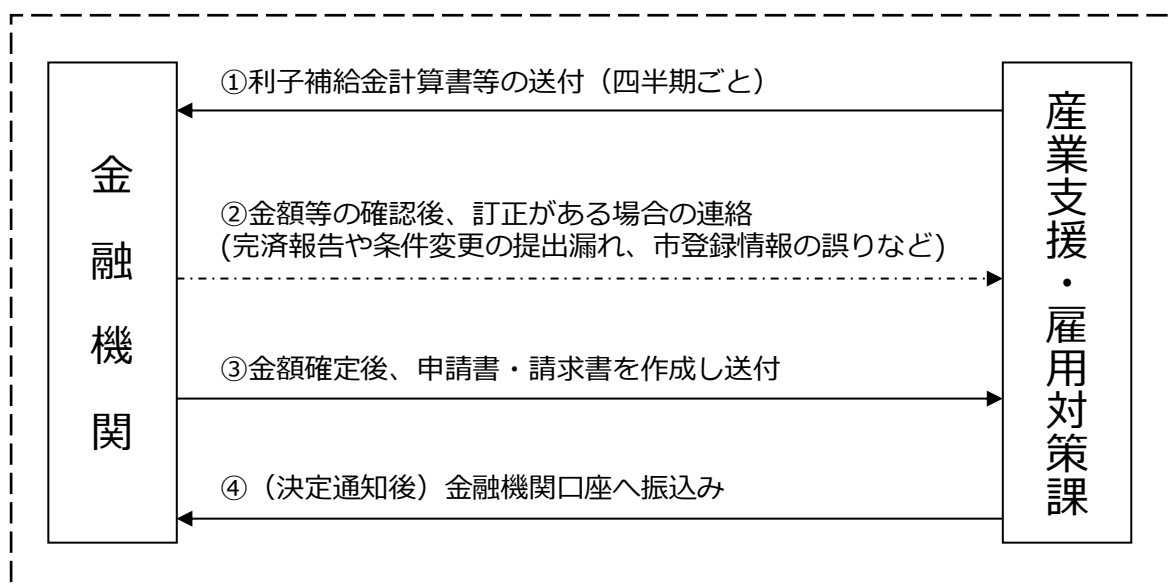 金融機関
①利子補給金計算書等の送付（四半期ごと）
②金額等の確認後、訂正がある場合の連絡
(完済報告や条件変更の提出漏れ、市登録情報の誤りなど)
③金額確定後、申請書・請求書を作成し送付
④（決定通知後）金融機関口座へ振込み
産業支援・雇用対策課